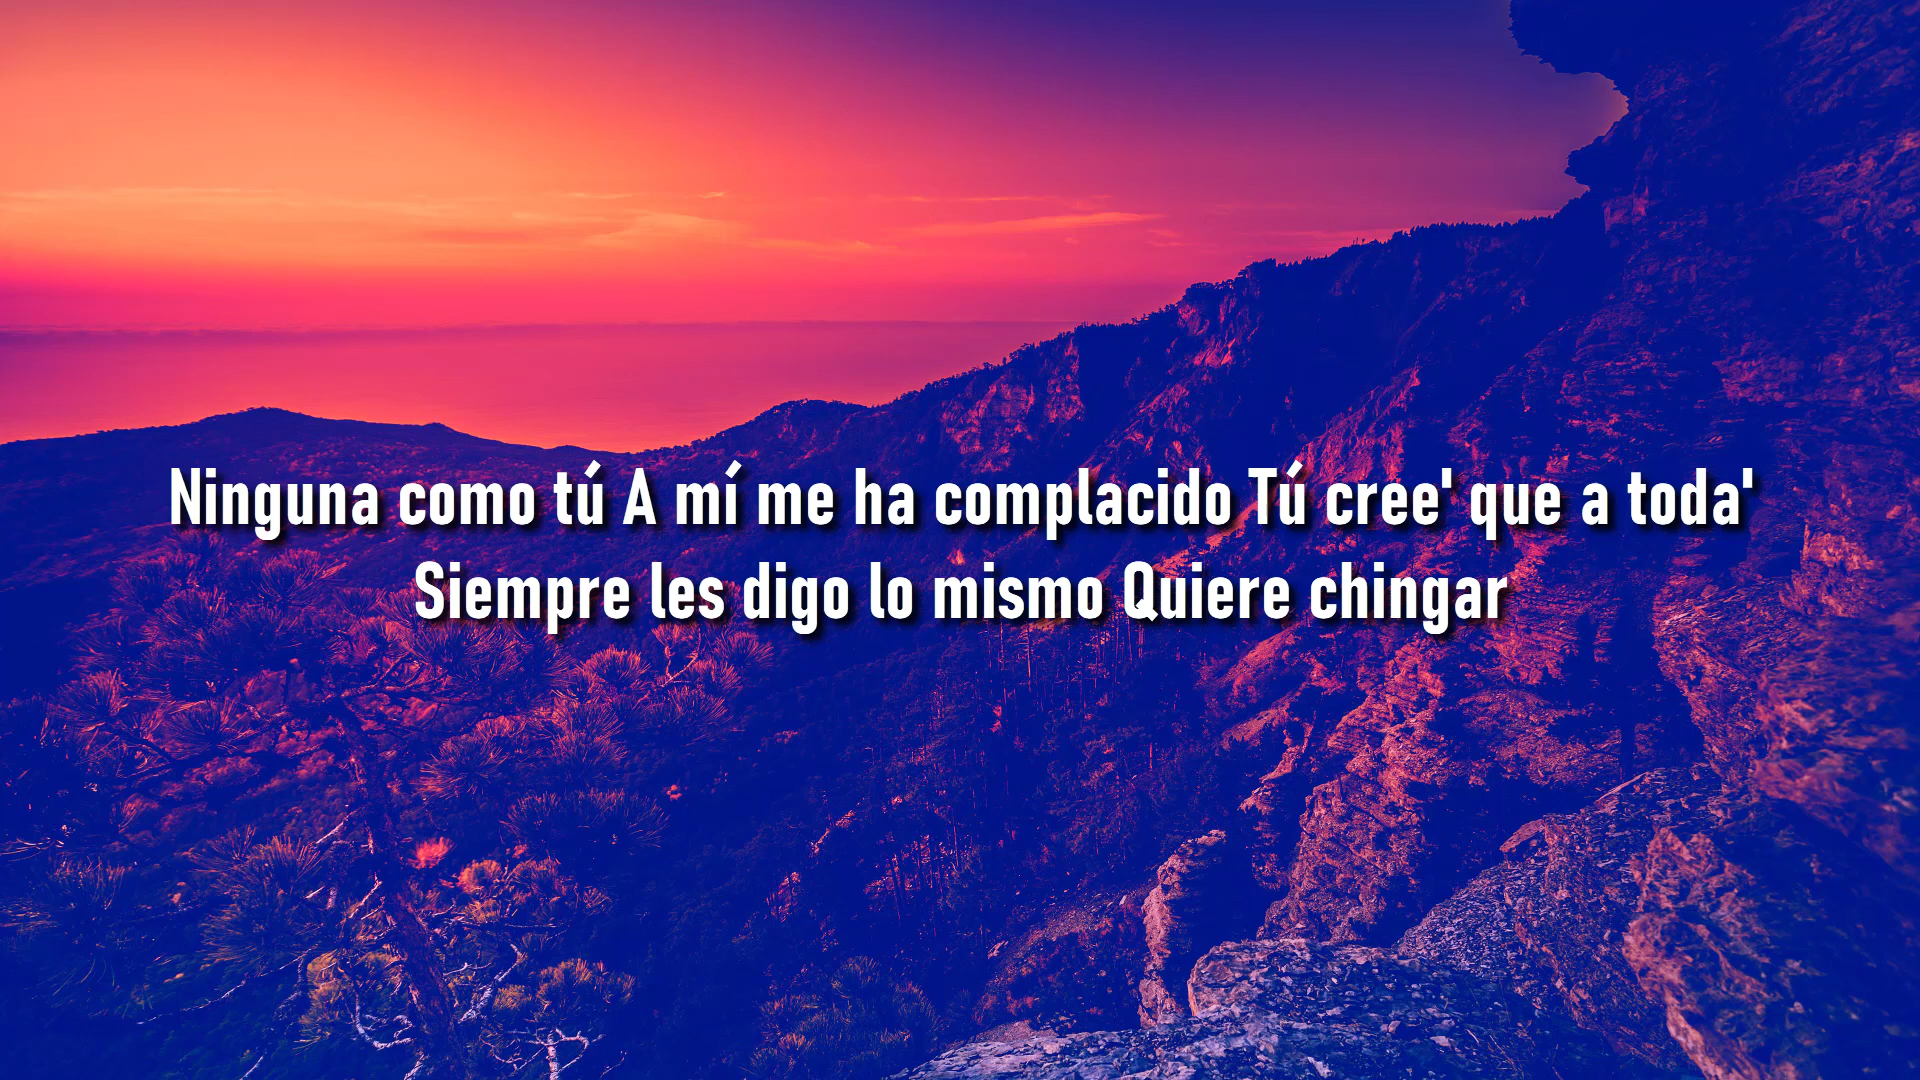 Ninguna como tú A mí me ha complacido Tú cree' que a toda'
Siempre les digo lo mismo Quiere chingar